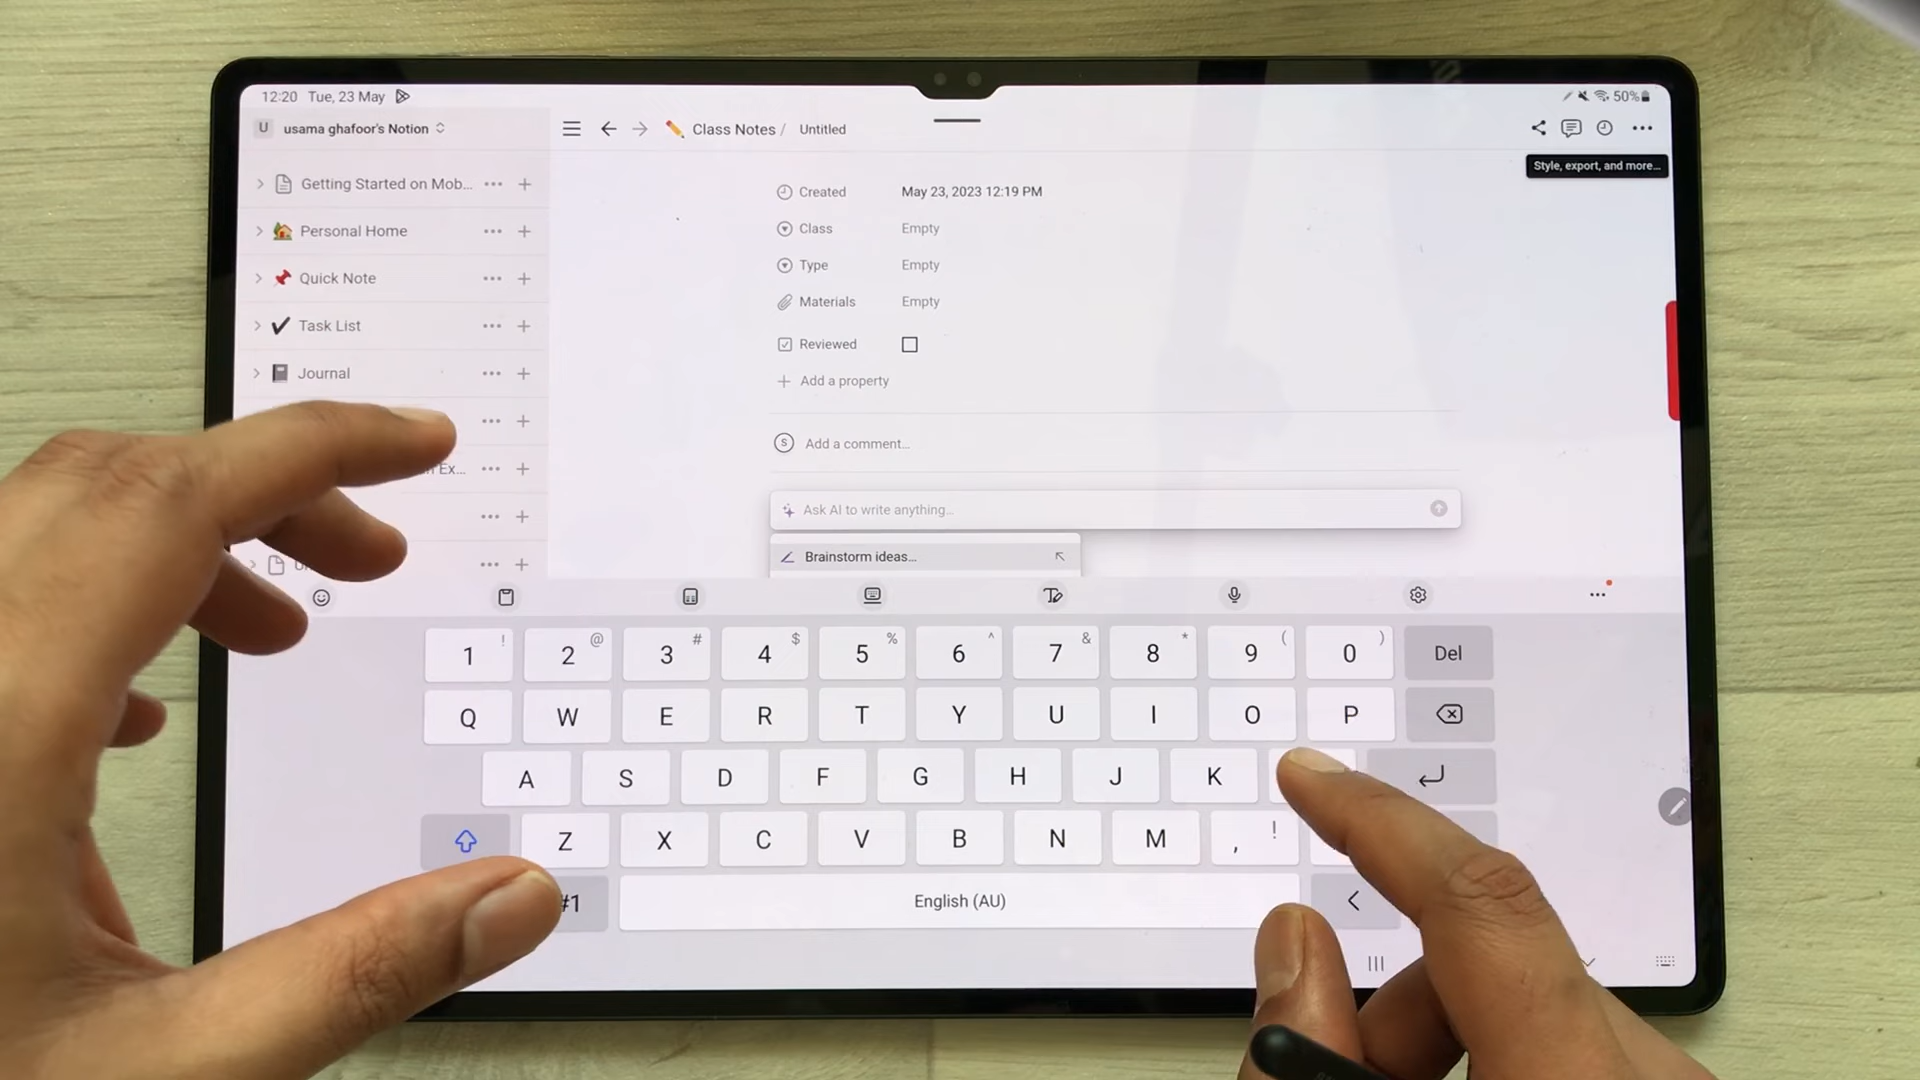 12:20 Tue, 23 May
50%
U usama ghafoor's Notion
Class Notes / Untitled
Style, export, and more...
Getting Started on Mob...
Personal Home
Quick Note
Task List
Journal
Ex...
Created May 23, 2023 12:19 PM
Class Empty
Type Empty
Materials Empty
Reviewed
Add a property
S Add a comment...
Ask AI to write anything...
Brainstorm ideas...
1 ! 2 @ 3 # 4 $ 5 % 6 ^ 7 & 8 * 9 ( 0 ) Del
Q W E R T Y U I O P
A S D F G H J K
Z X C V B N M , !
#1 English (AU)